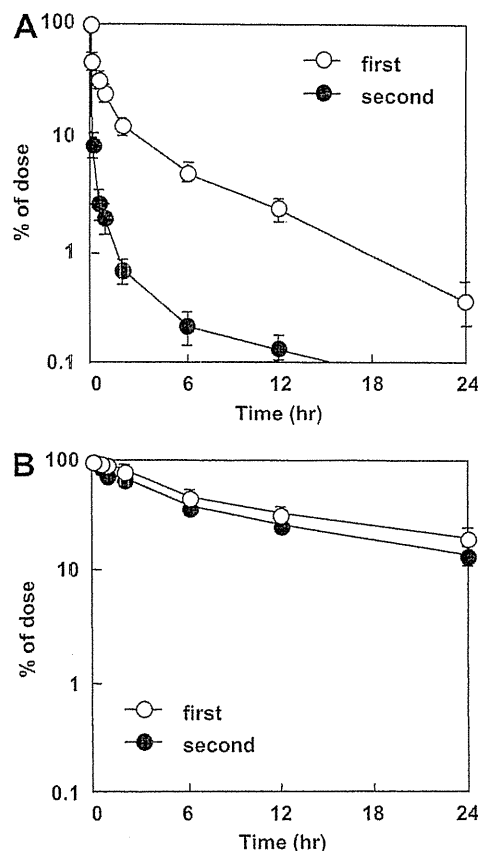 A
100
10
1
0.1
% of dose
first
second
0
6
12
18
24
Time (hr)
B
100
10
1
0.1
% of dose
first
second
0
6
12
18
24
Time (hr)